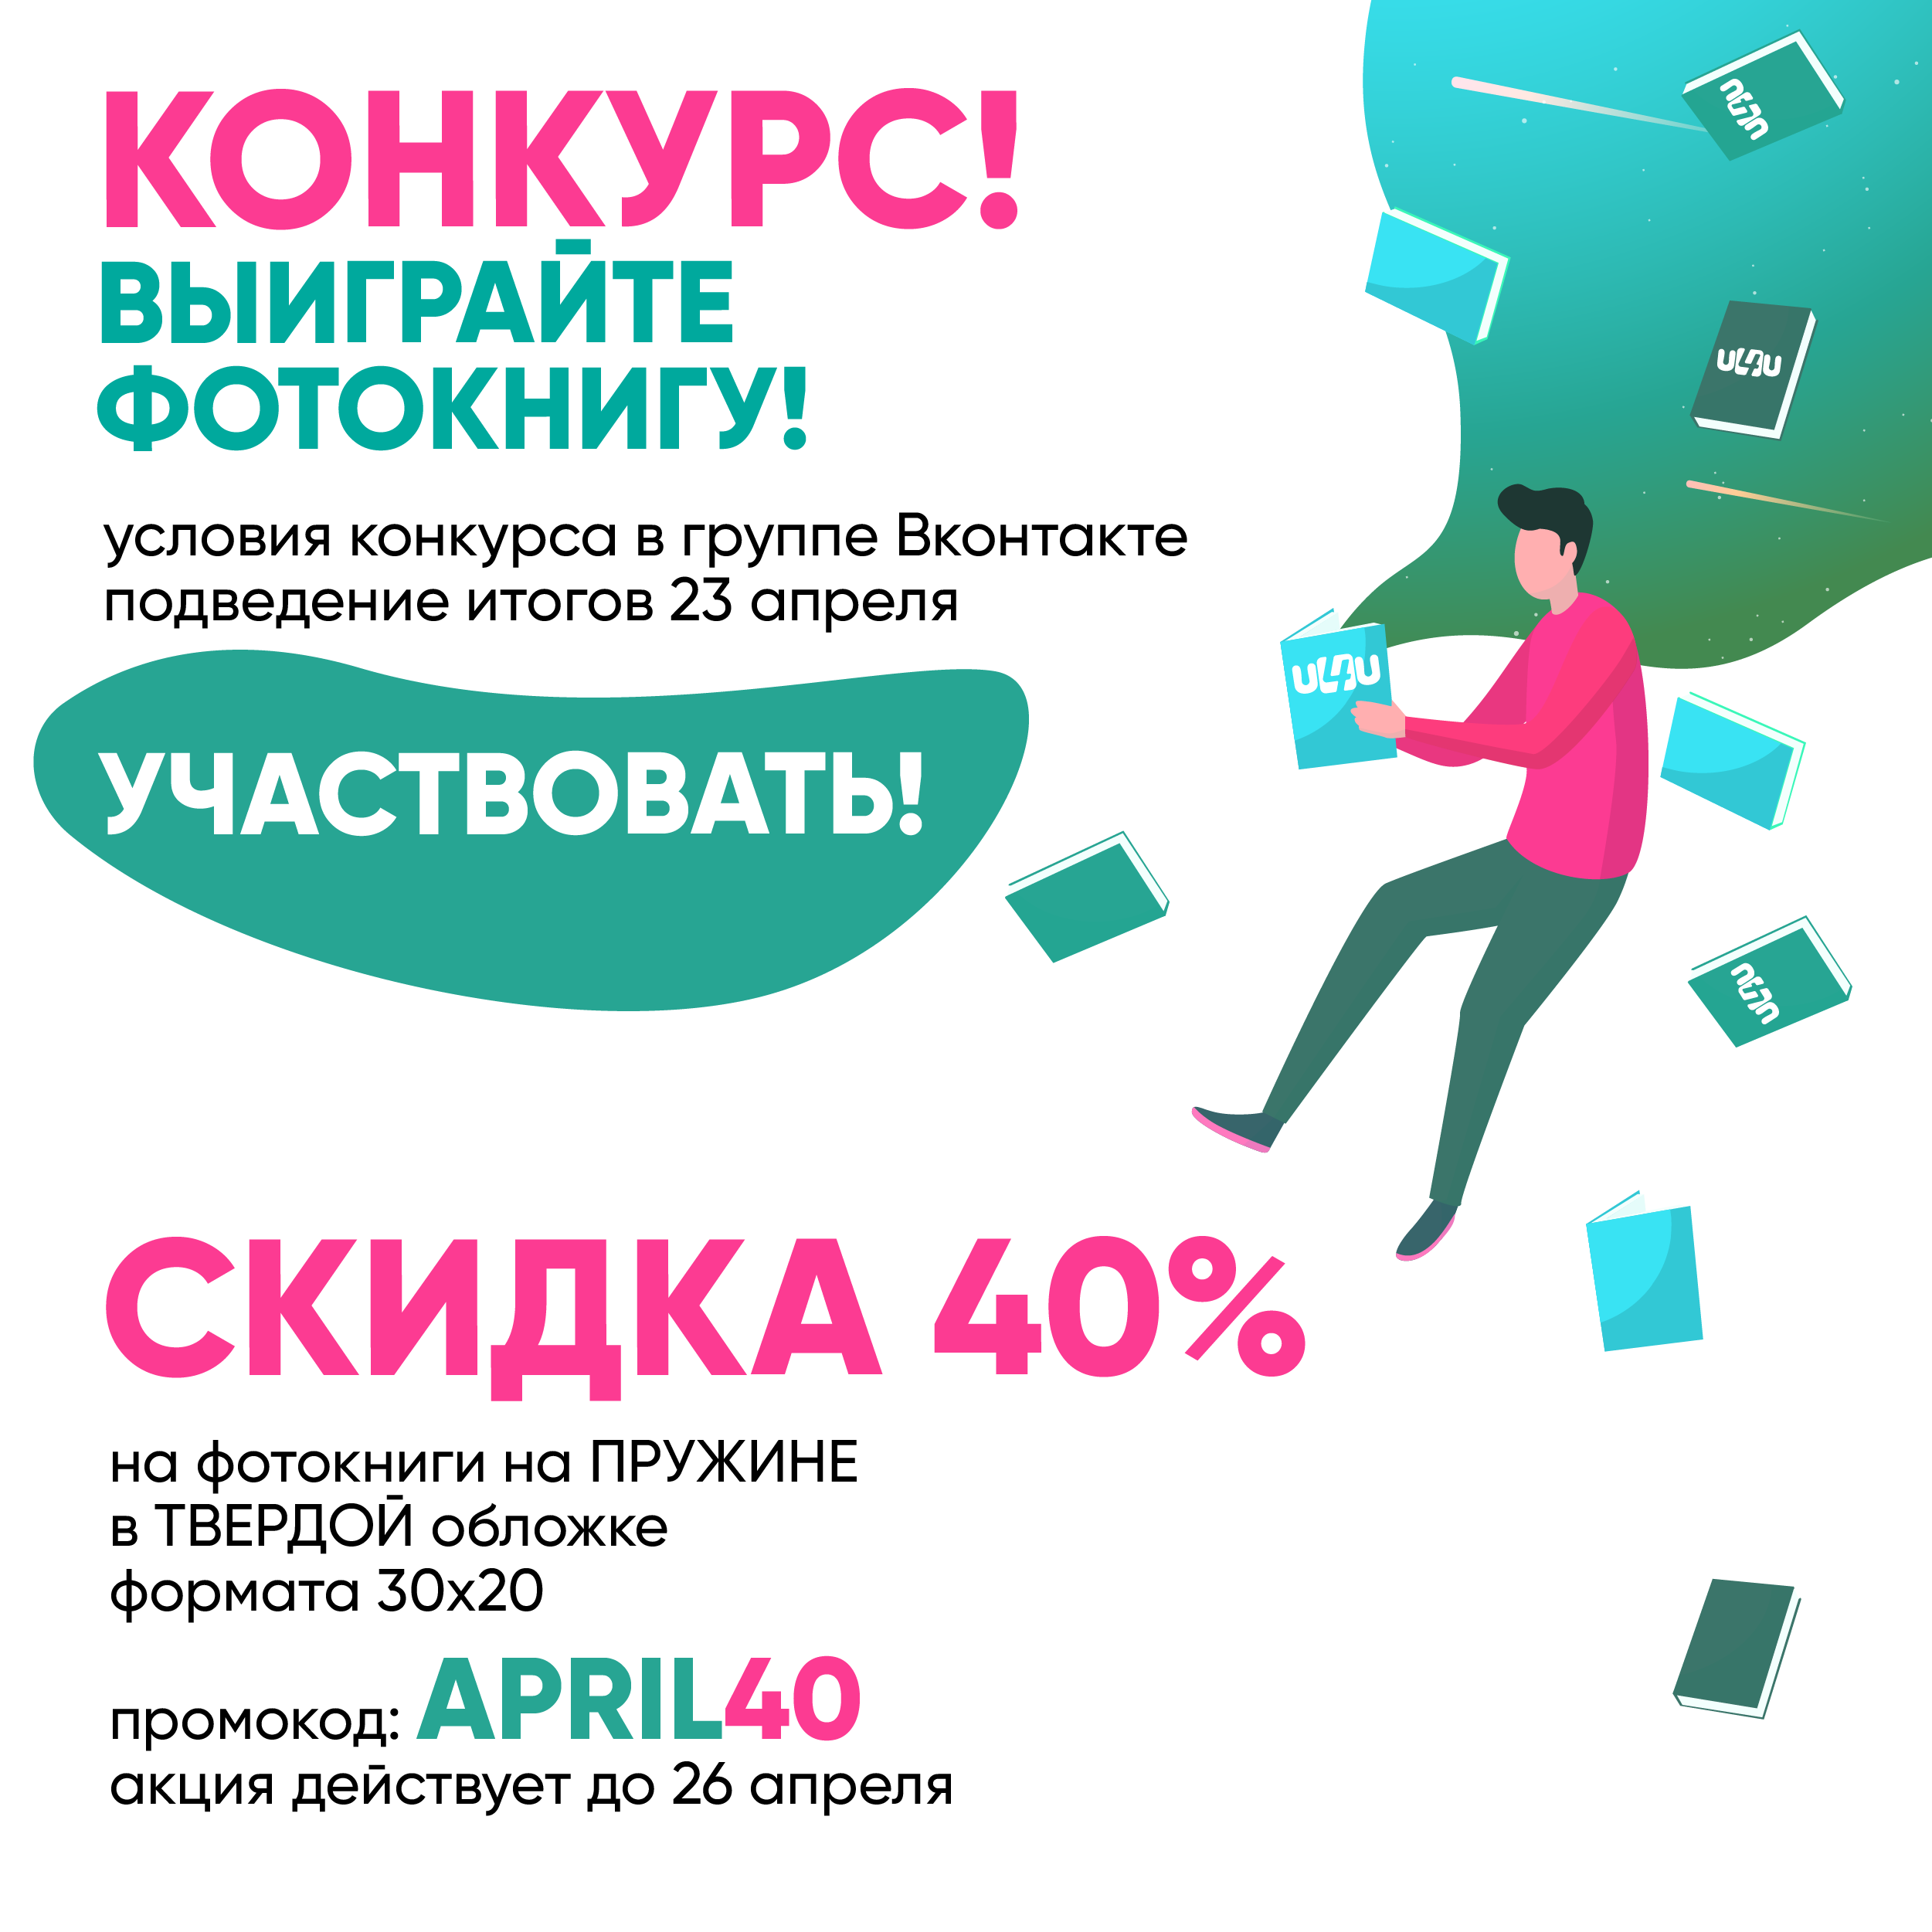 КОНКУРС!
ВЫИГРАЙТЕ
ФОТОКНИГУ!
условия конкурса в группе Вконтакте
подведение итогов 23 апреля
УЧАСТВОВАТЬ!
СКИДКА 40%
на фотокниги на ПРУЖИНЕ
в ТВЕРДОЙ обложке
формата 30х20
промокод: APRIL40
акция действует до 26 апреля